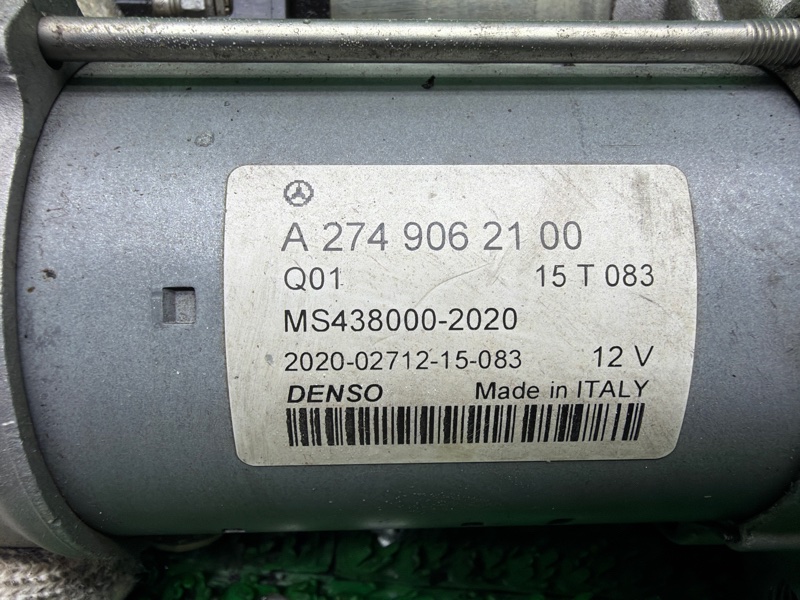 A 274 906 21 00
Q01 15 T 083
MS438000-2020
2020-02712-15-083 12 V
DENSO Made in ITALY